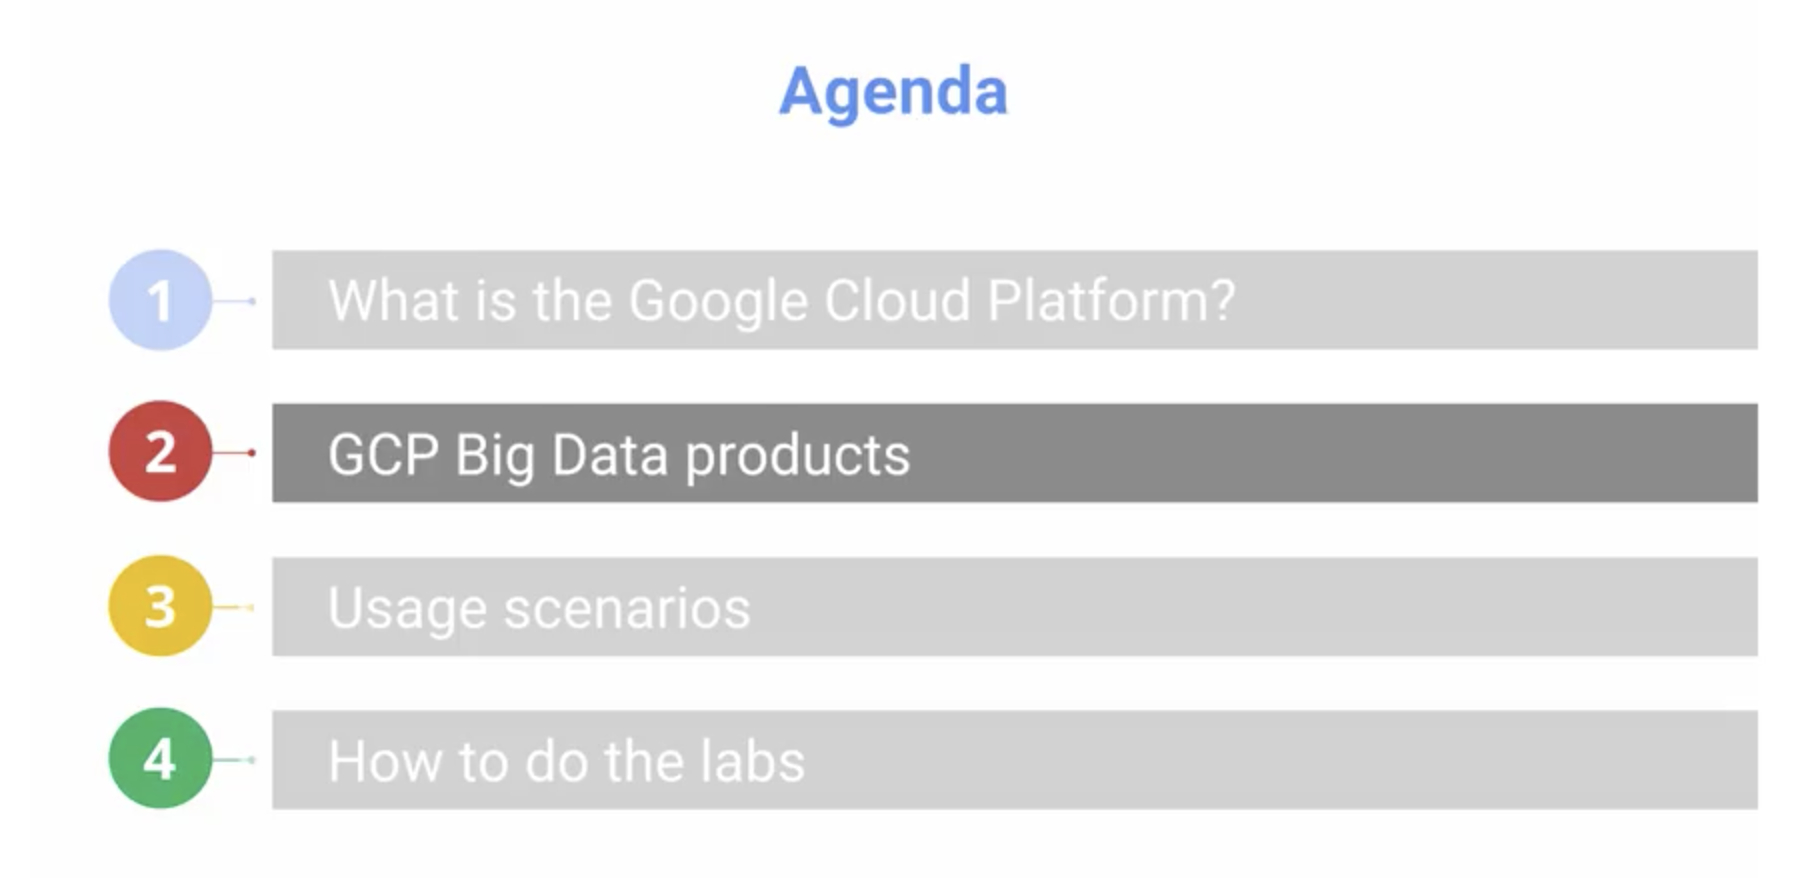 Agenda
1 What is the Google Cloud Platform?
2 GCP Big Data products
3 Usage scenarios
4 How to do the labs